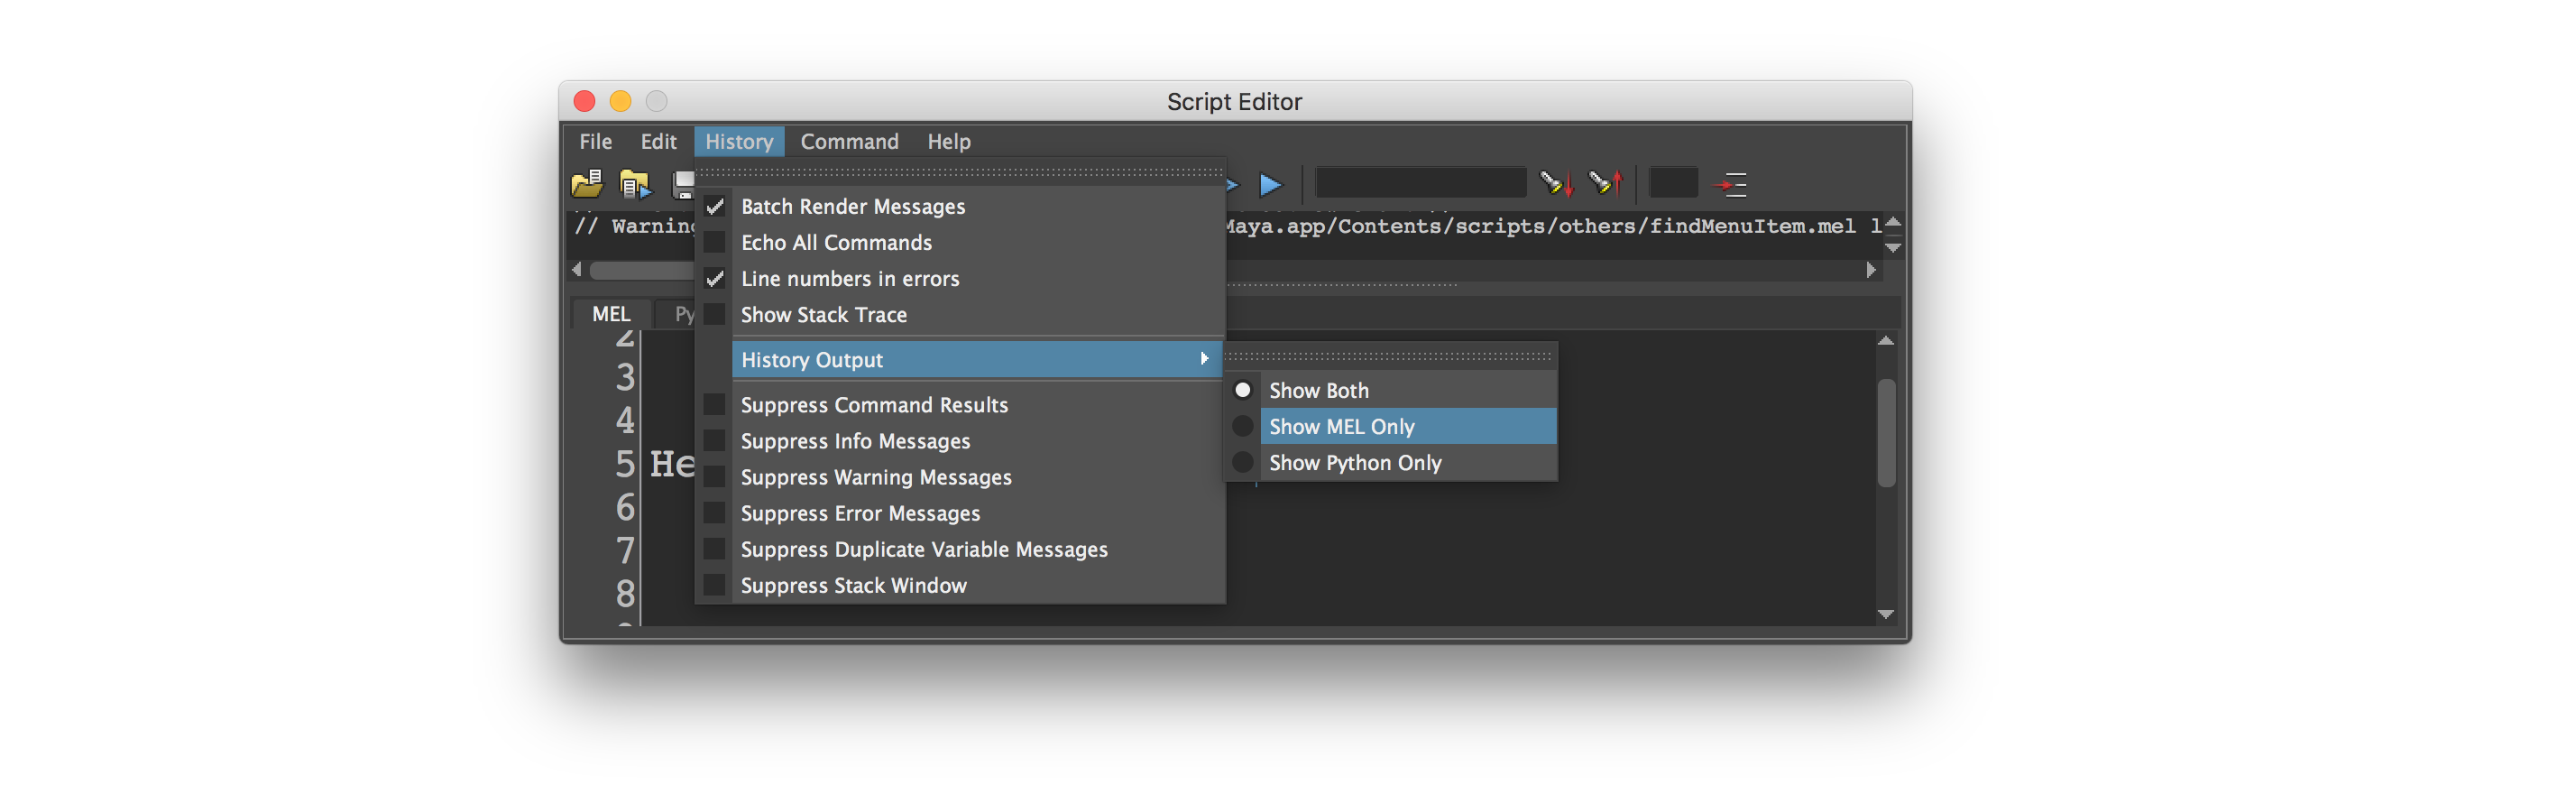 Script Editor
File Edit History Command Help
// Warning
Maya.app/Contents/scripts/others/findMenuItem.mel l
Batch Render Messages
Echo All Commands
Line numbers in errors
Show Stack Trace
History Output
Suppress Command Results
Suppress Info Messages
Suppress Warning Messages
Suppress Error Messages
Suppress Duplicate Variable Messages
Suppress Stack Window
Show Both
Show MEL Only
Show Python Only
MEL Py
2
3
4
5 He
6
7
8